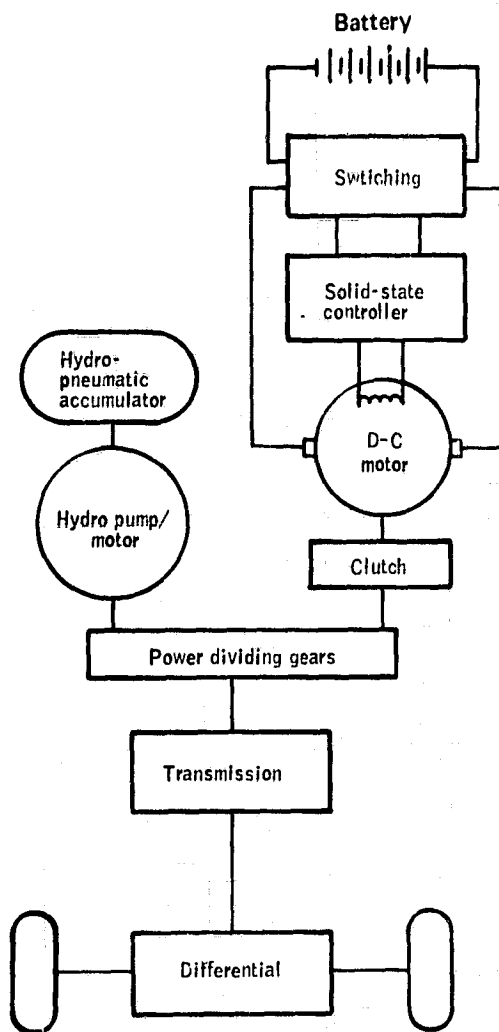 Battery
Swtiching
Solid-state
controller
Hydro-
pneumatic
accumulator
D-C
motor
Hydro pump/
motor
Clutch
Power dividing gears
Transmission
Differential